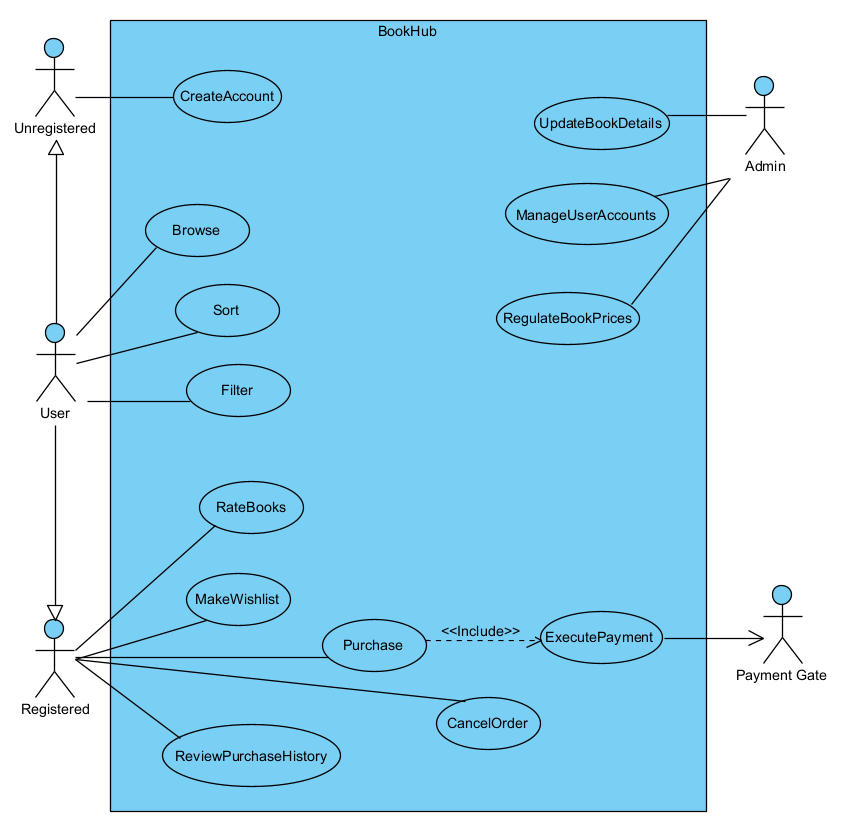 BookHub
Unregistered
CreateAccount
UpdateBookDetails
Admin
ManageUserAccounts
Browse
Sort
RegulateBookPrices
Filter
User
RateBooks
MakeWishlist
Purchase
<<Include>>
ExecutePayment
Payment Gate
Registered
CancelOrder
ReviewPurchaseHistory